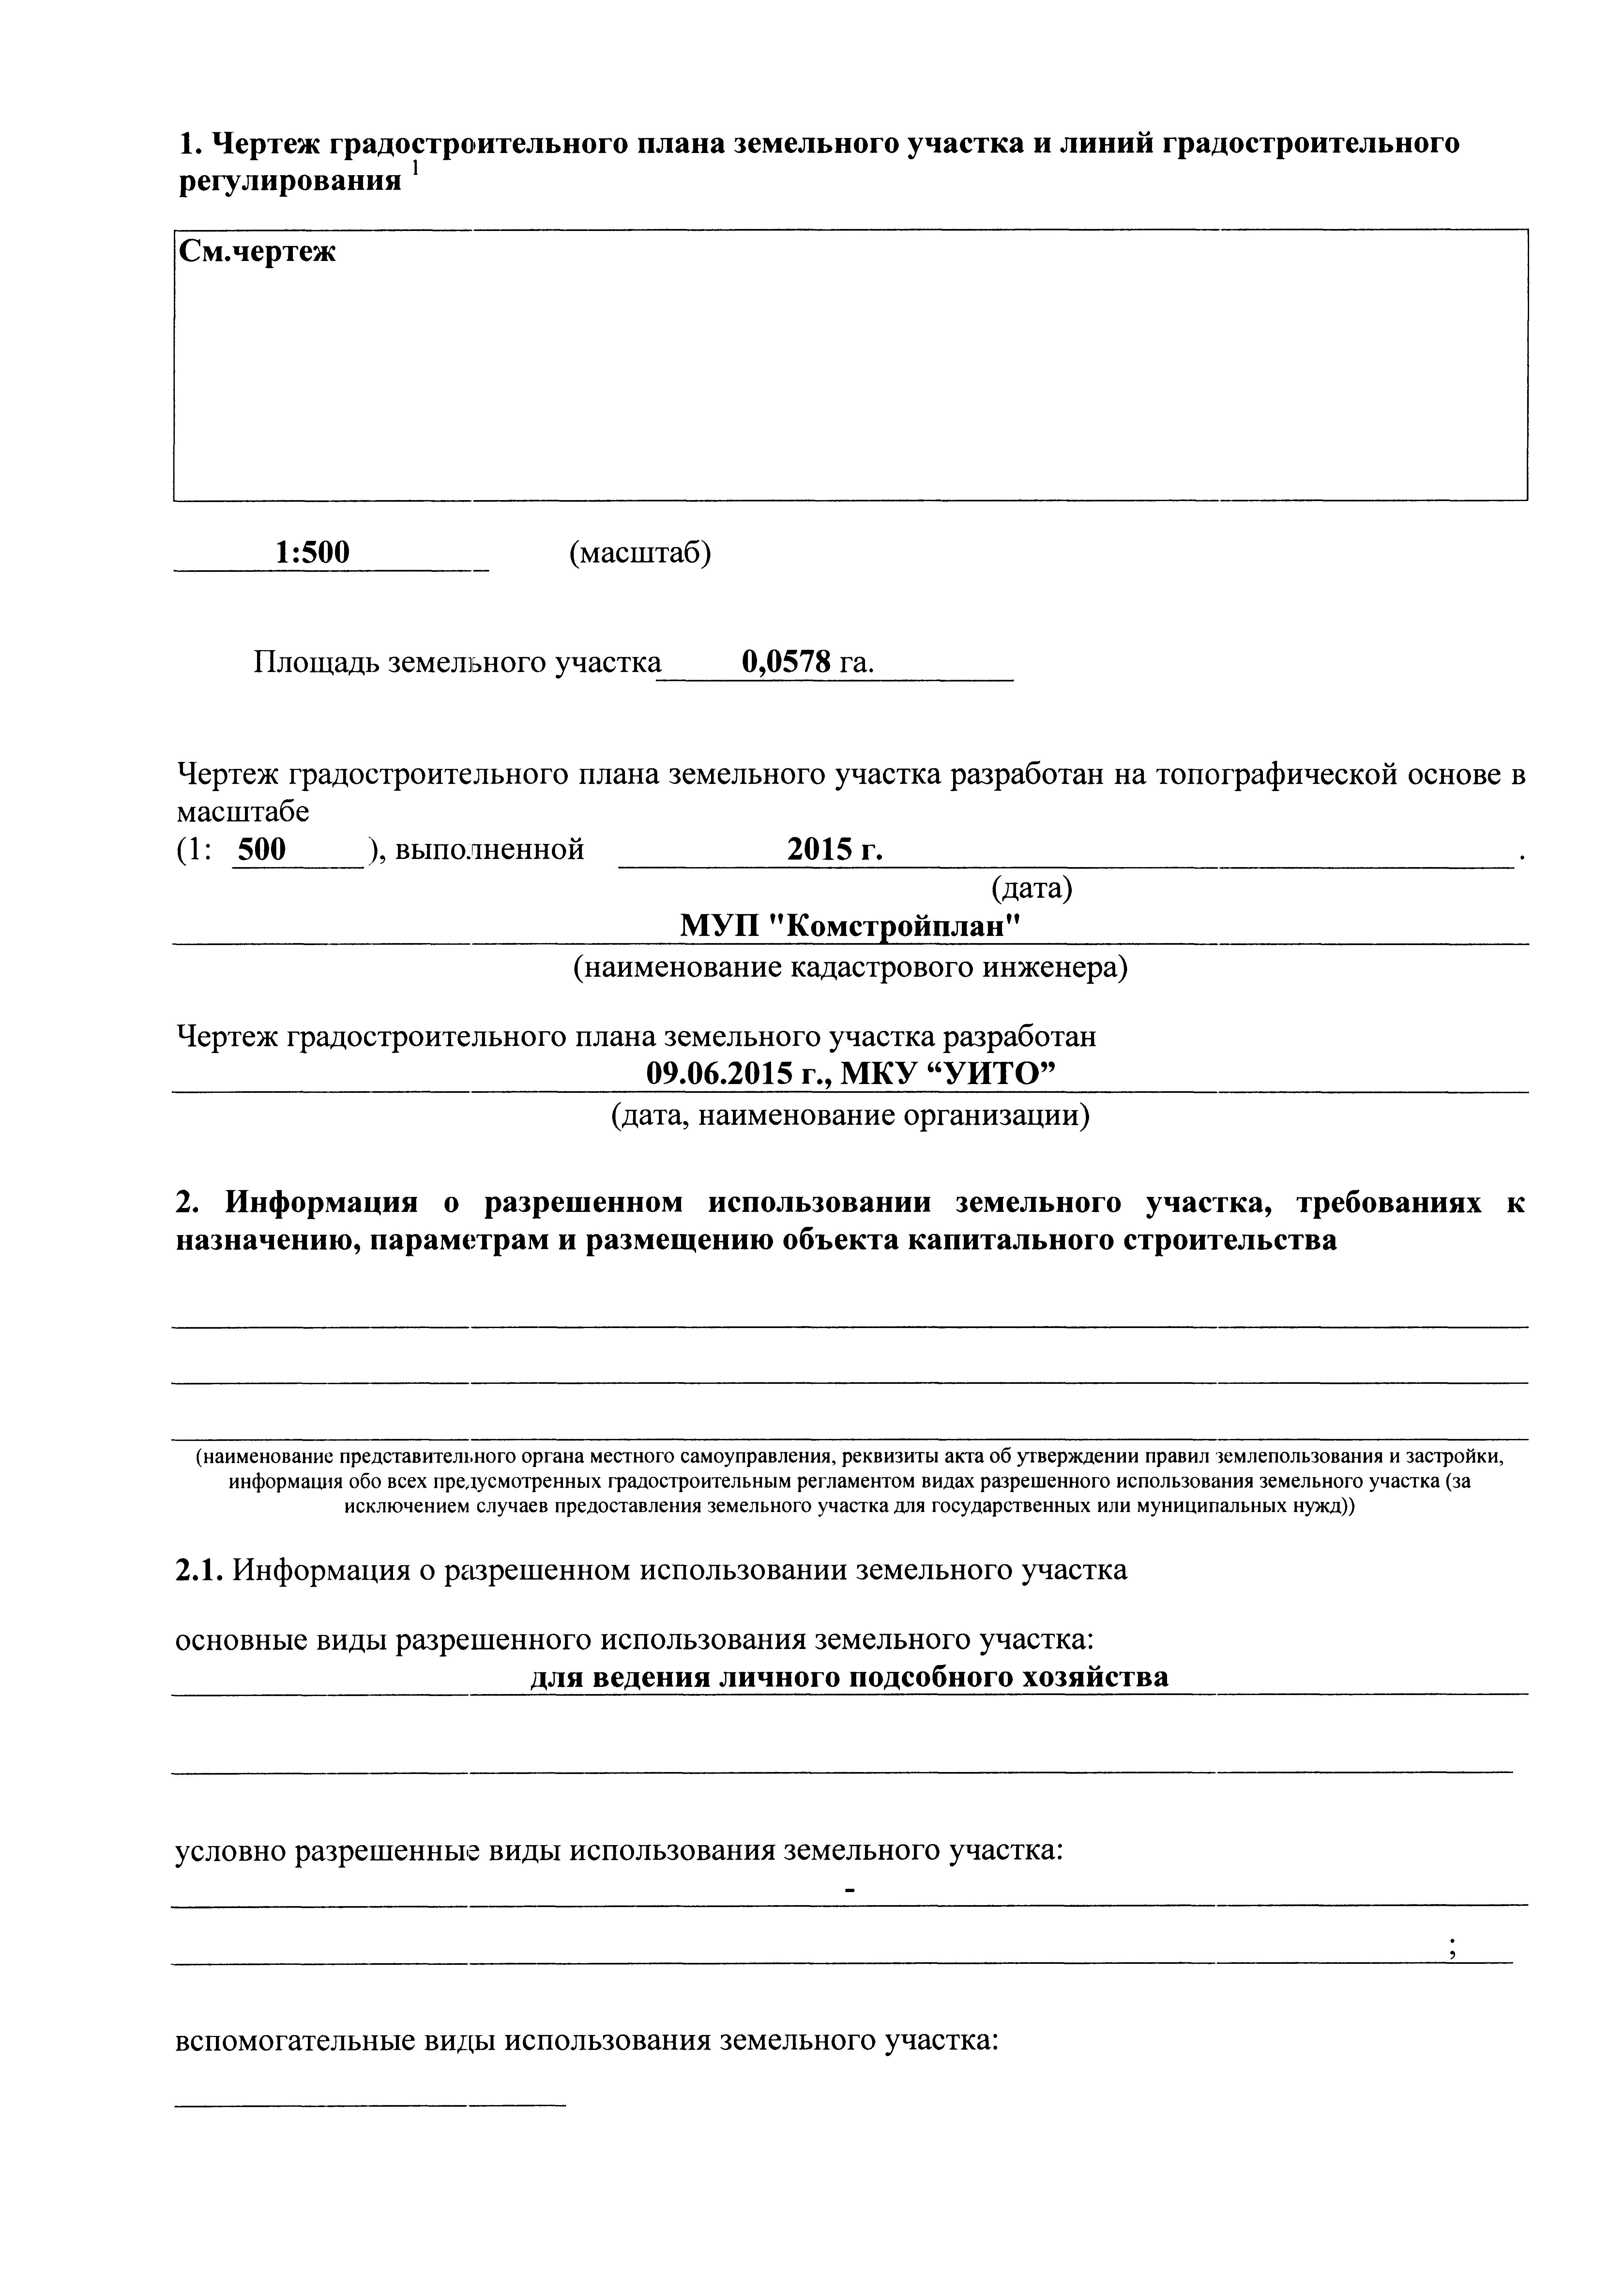 1. Чертеж градостроительного плана земельного участка и линий градостроительного
регулирования 1
См.чертеж
1:500 (масштаб)
Площадь земельного участка 0,0578 га.
Чертеж градостроительного плана земельного участка разработан на топографической основе в
масштабе
(1: 500 ), выполненной 2015 г. .
(дата)
МУП "Комстройплан"
(наименование кадастрового инженера)
Чертеж градостроительного плана земельного участка разработан
09.06.2015 г., МКУ “УИТО”
(дата, наименование организации)
2. Информация о разрешенном использовании земельного участка, требованиях к
назначению, параметрам и размещению объекта капитального строительства
(наименование представительного органа местного самоуправления, реквизиты акта об утверждении правил землепользования и застройки,
информация обо всех предусмотренных градостроительным регламентом видах разрешенного использования земельного участка (за
исключением случаев предоставления земельного участка для государственных или муниципальных нужд))
2.1. Информация о разрешенном использовании земельного участка
основные виды разрешенного использования земельного участка:
для ведения личного подсобного хозяйства
условно разрешенные виды использования земельного участка:
-
;
вспомогательные виды использования земельного участка: